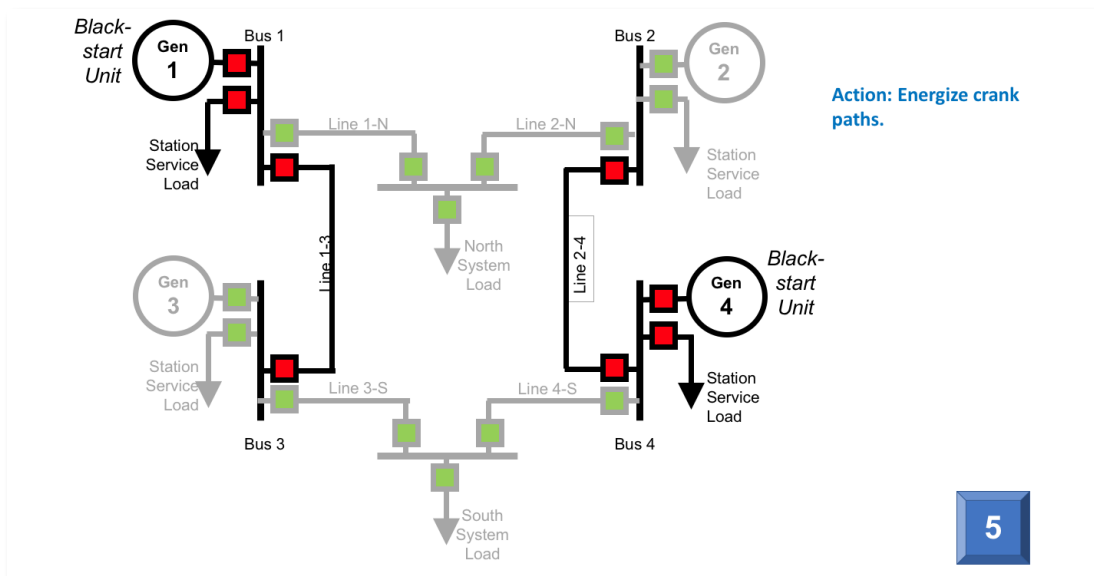 Black-
start
Unit
Gen
1
Bus 1
Bus 2
Gen
2
Action: Energize crank
paths.
Line 1-N
Line 2-N
Station
Service
Load
Station
Service
Load
North
System
Load
Line 1-3
Line 2-4
Gen
3
Gen
4
Black-
start
Unit
Station
Service
Load
Line 3-S
Line 4-S
Station
Service
Load
Bus 3
Bus 4
South
System
Load
5